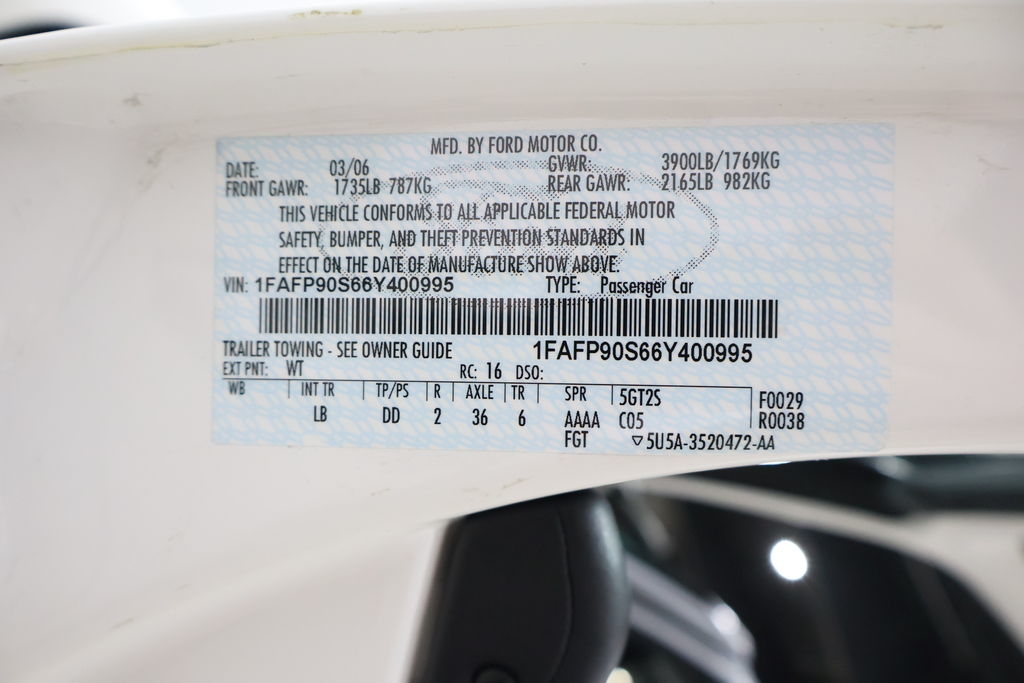 MFD. BY FORD MOTOR CO.
DATE: 03/06 GVWR: 3900LB/1769KG
FRONT GAWR: 1735LB 787KG REAR GAWR: 2165LB 982KG
THIS VEHICLE CONFORMS TO ALL APPLICABLE FEDERAL MOTOR
SAFETY, BUMPER, AND THEFT PREVENTION STANDARDS IN
EFFECT ON THE DATE OF MANUFACTURE SHOW ABOVE.
VIN: 1FAFP90S66Y400995 TYPE: Passenger Car
TRAILER TOWING - SEE OWNER GUIDE 1FAFP90S66Y400995
EXT PNT: WT RC: 16 DSO:
WB INT TR TP/PS R AXLE TR SPR 5GT2S F0029
LB DD 2 36 6 AAAA C05 R0038
FGT ▽5U5A-3520472-AA